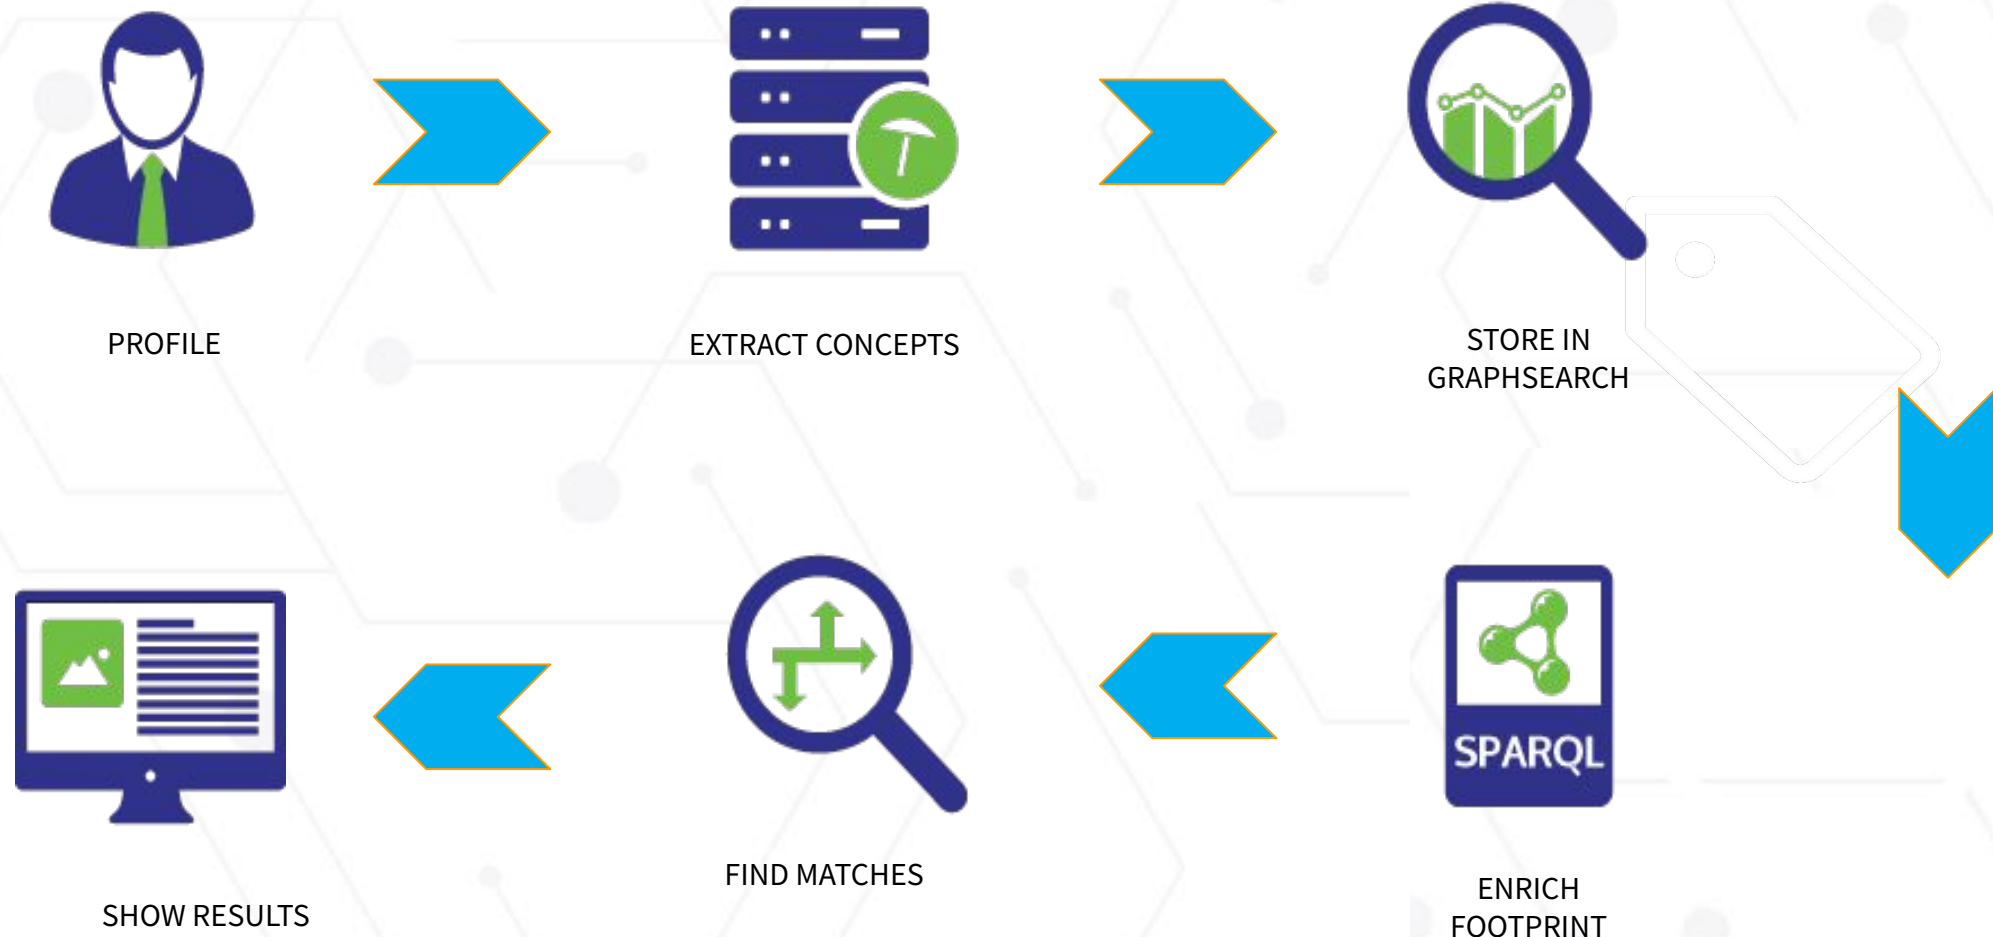 PROFILE
EXTRACT CONCEPTS
STORE IN
GRAPHSEARCH
SPARQL
ENRICH
FOOTPRINT
FIND MATCHES
SHOW RESULTS